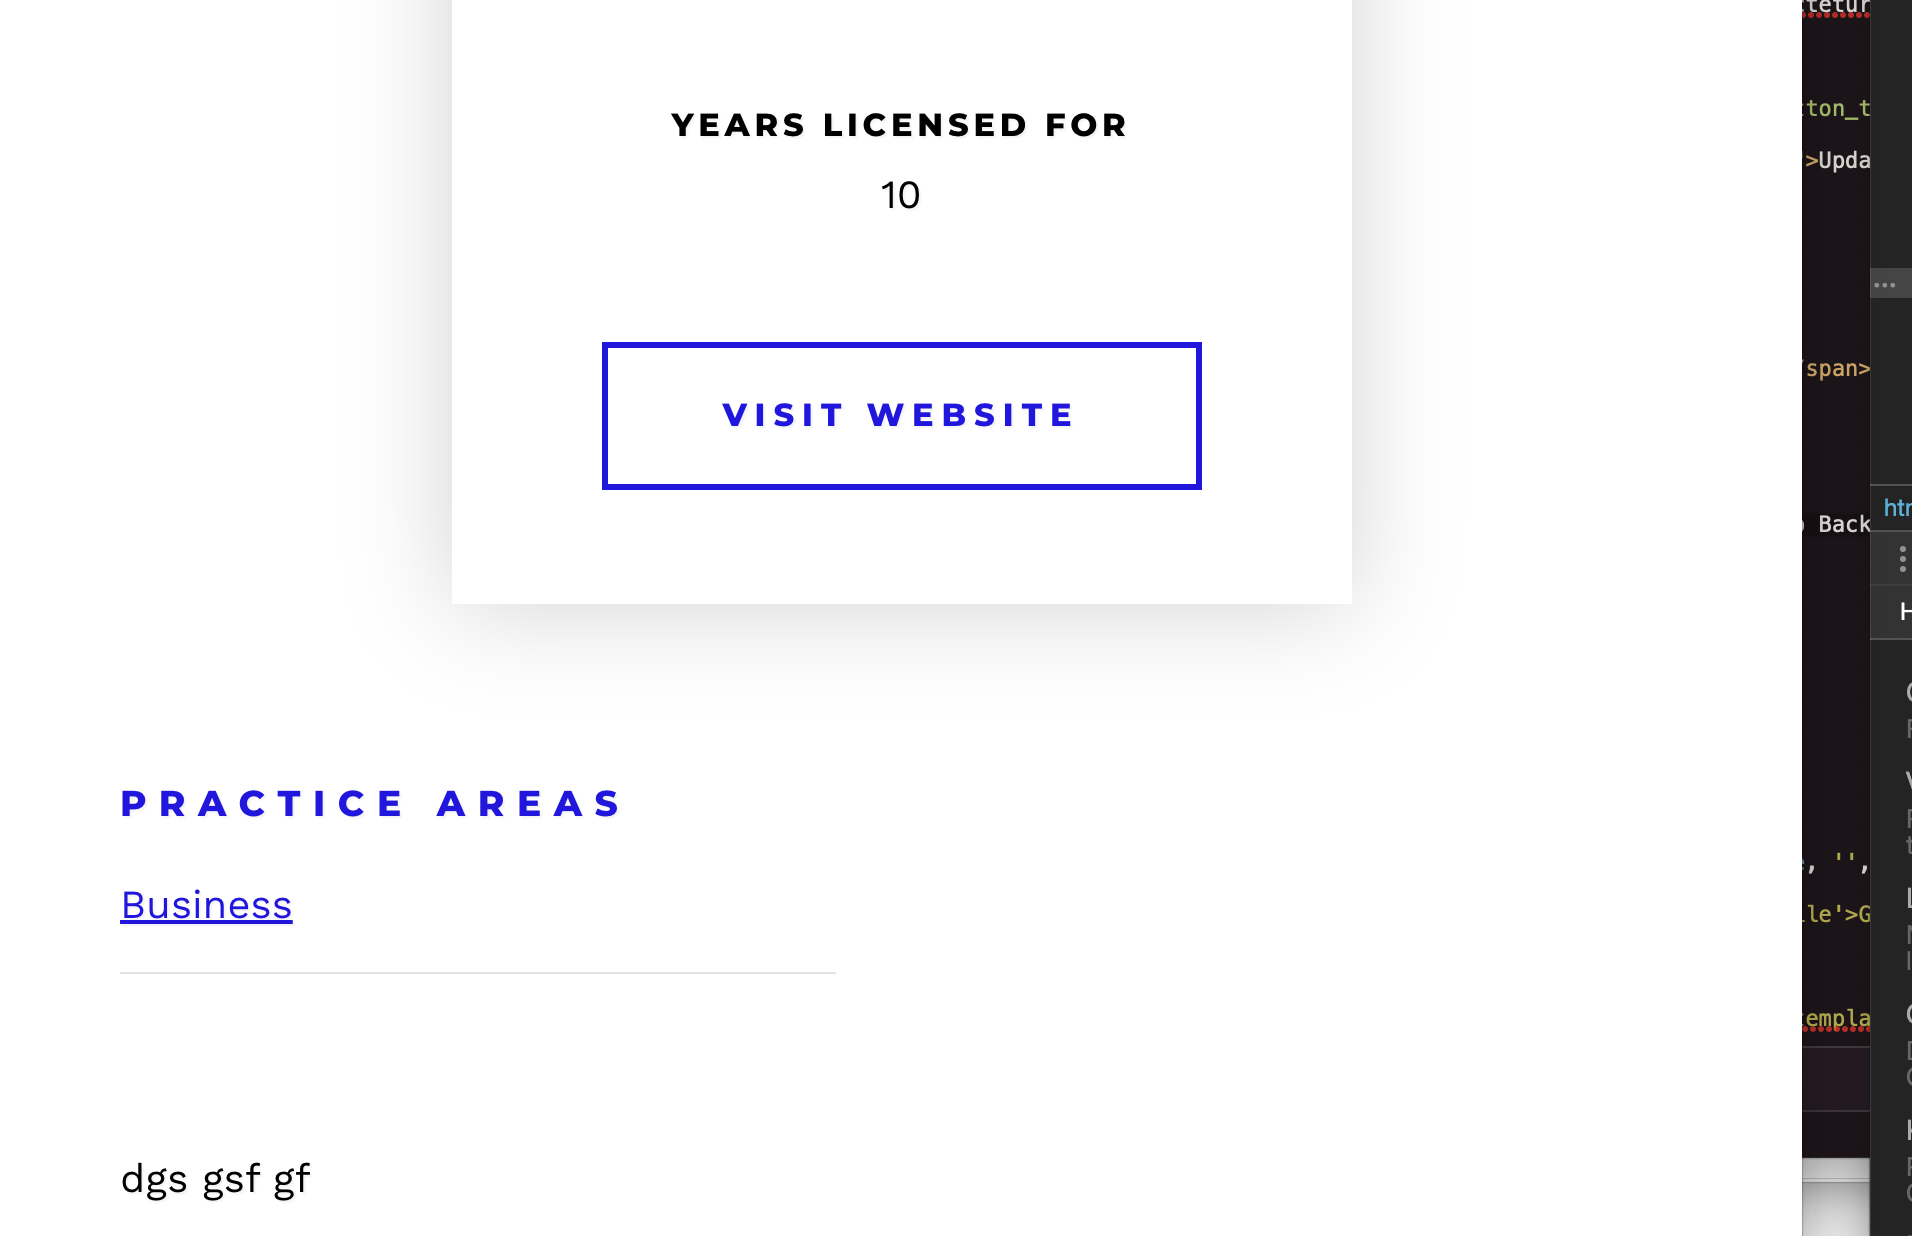 YEARS LICENSED FOR
10
VISIT WEBSITE
PRACTICE AREAS
Business
dgs gsf gf
ton_t
'>Upda
span>
Back
htr
, '',
le'>G
empla